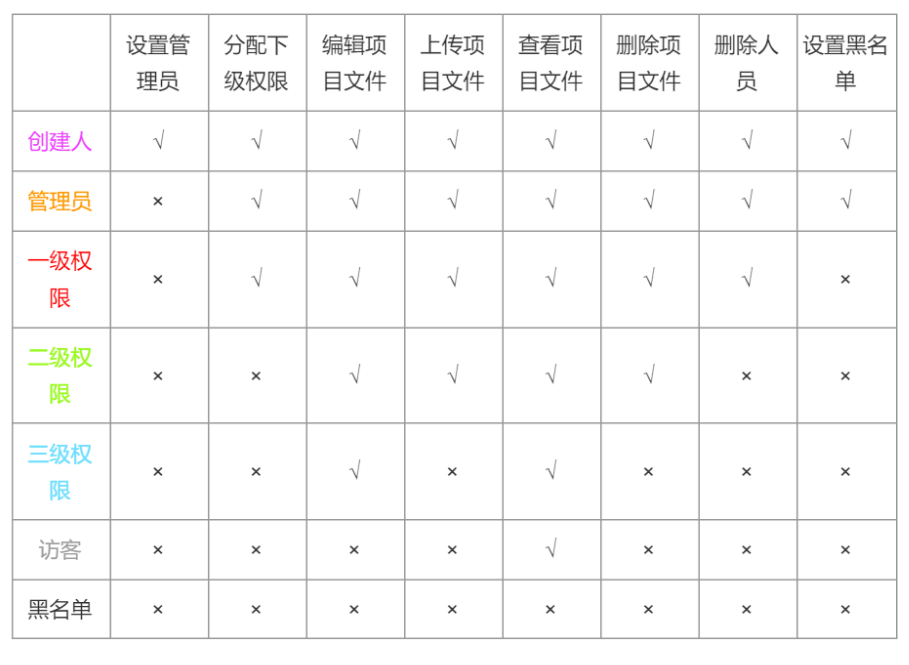 设置管 分配下 编辑项 上传项 查看项 删除项 删除人 设置黑名
理员 级权限 目文件 目文件 目文件 目文件 员 单
创建人 √ √ √ √ √ √ √ √
管理员 × √ √ √ √ √ √ √
一级权
限 × √ √ √ √ √ √ ×
二级权
限 × × √ √ √ √ × ×
三级权
限 × × √ × √ × × ×
访客 × × × × √ × × ×
黑名单 × × × × × × × ×